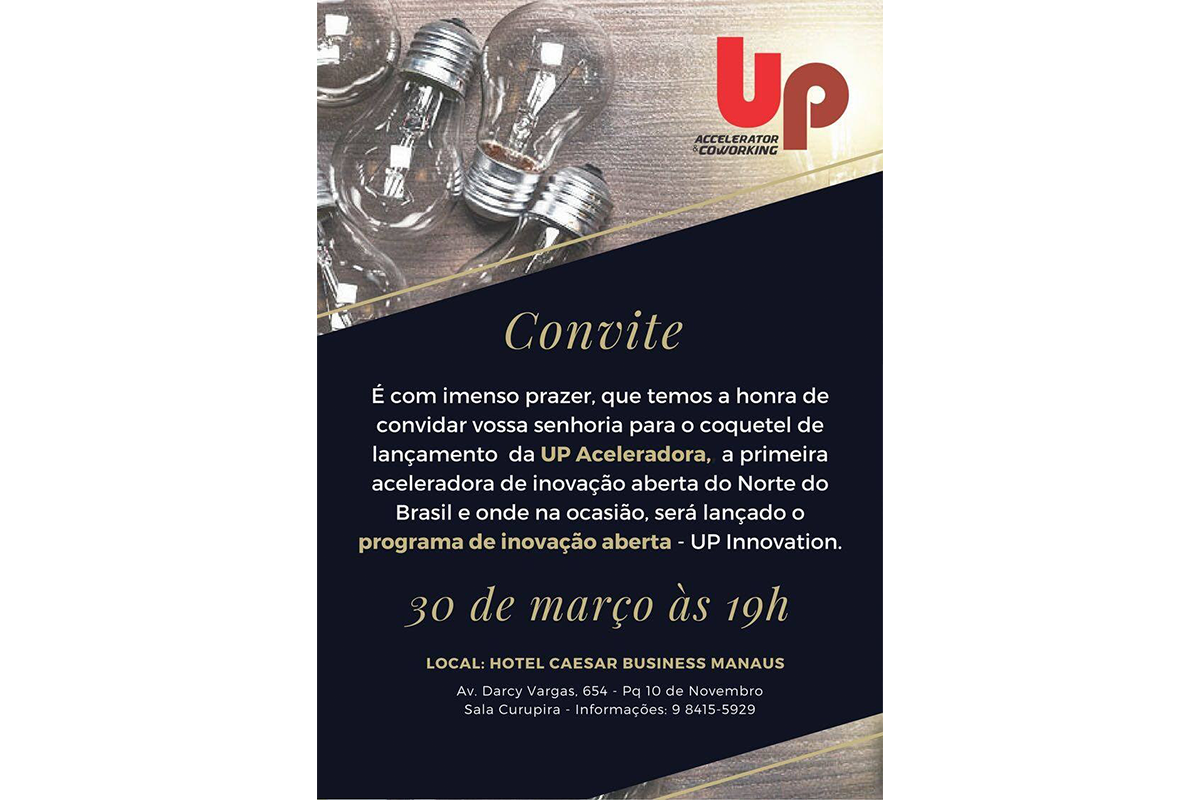 Up
ACCELERATOR
& COWORKING
Convite
É com imenso prazer, que temos a honra de
convidar vossa senhoria para o coquetel de
lançamento da UP Aceleradora, a primeira
aceleradora de inovação aberta do Norte do
Brasil e onde na ocasião, será lançado o
programa de inovação aberta - UP Innovation.
30 de março às 19h
LOCAL: HOTEL CAESAR BUSINESS MANAUS
Av. Darcy Vargas, 654 - Pq 10 de Novembro
Sala Curupira - Informações: 9 8415-5929